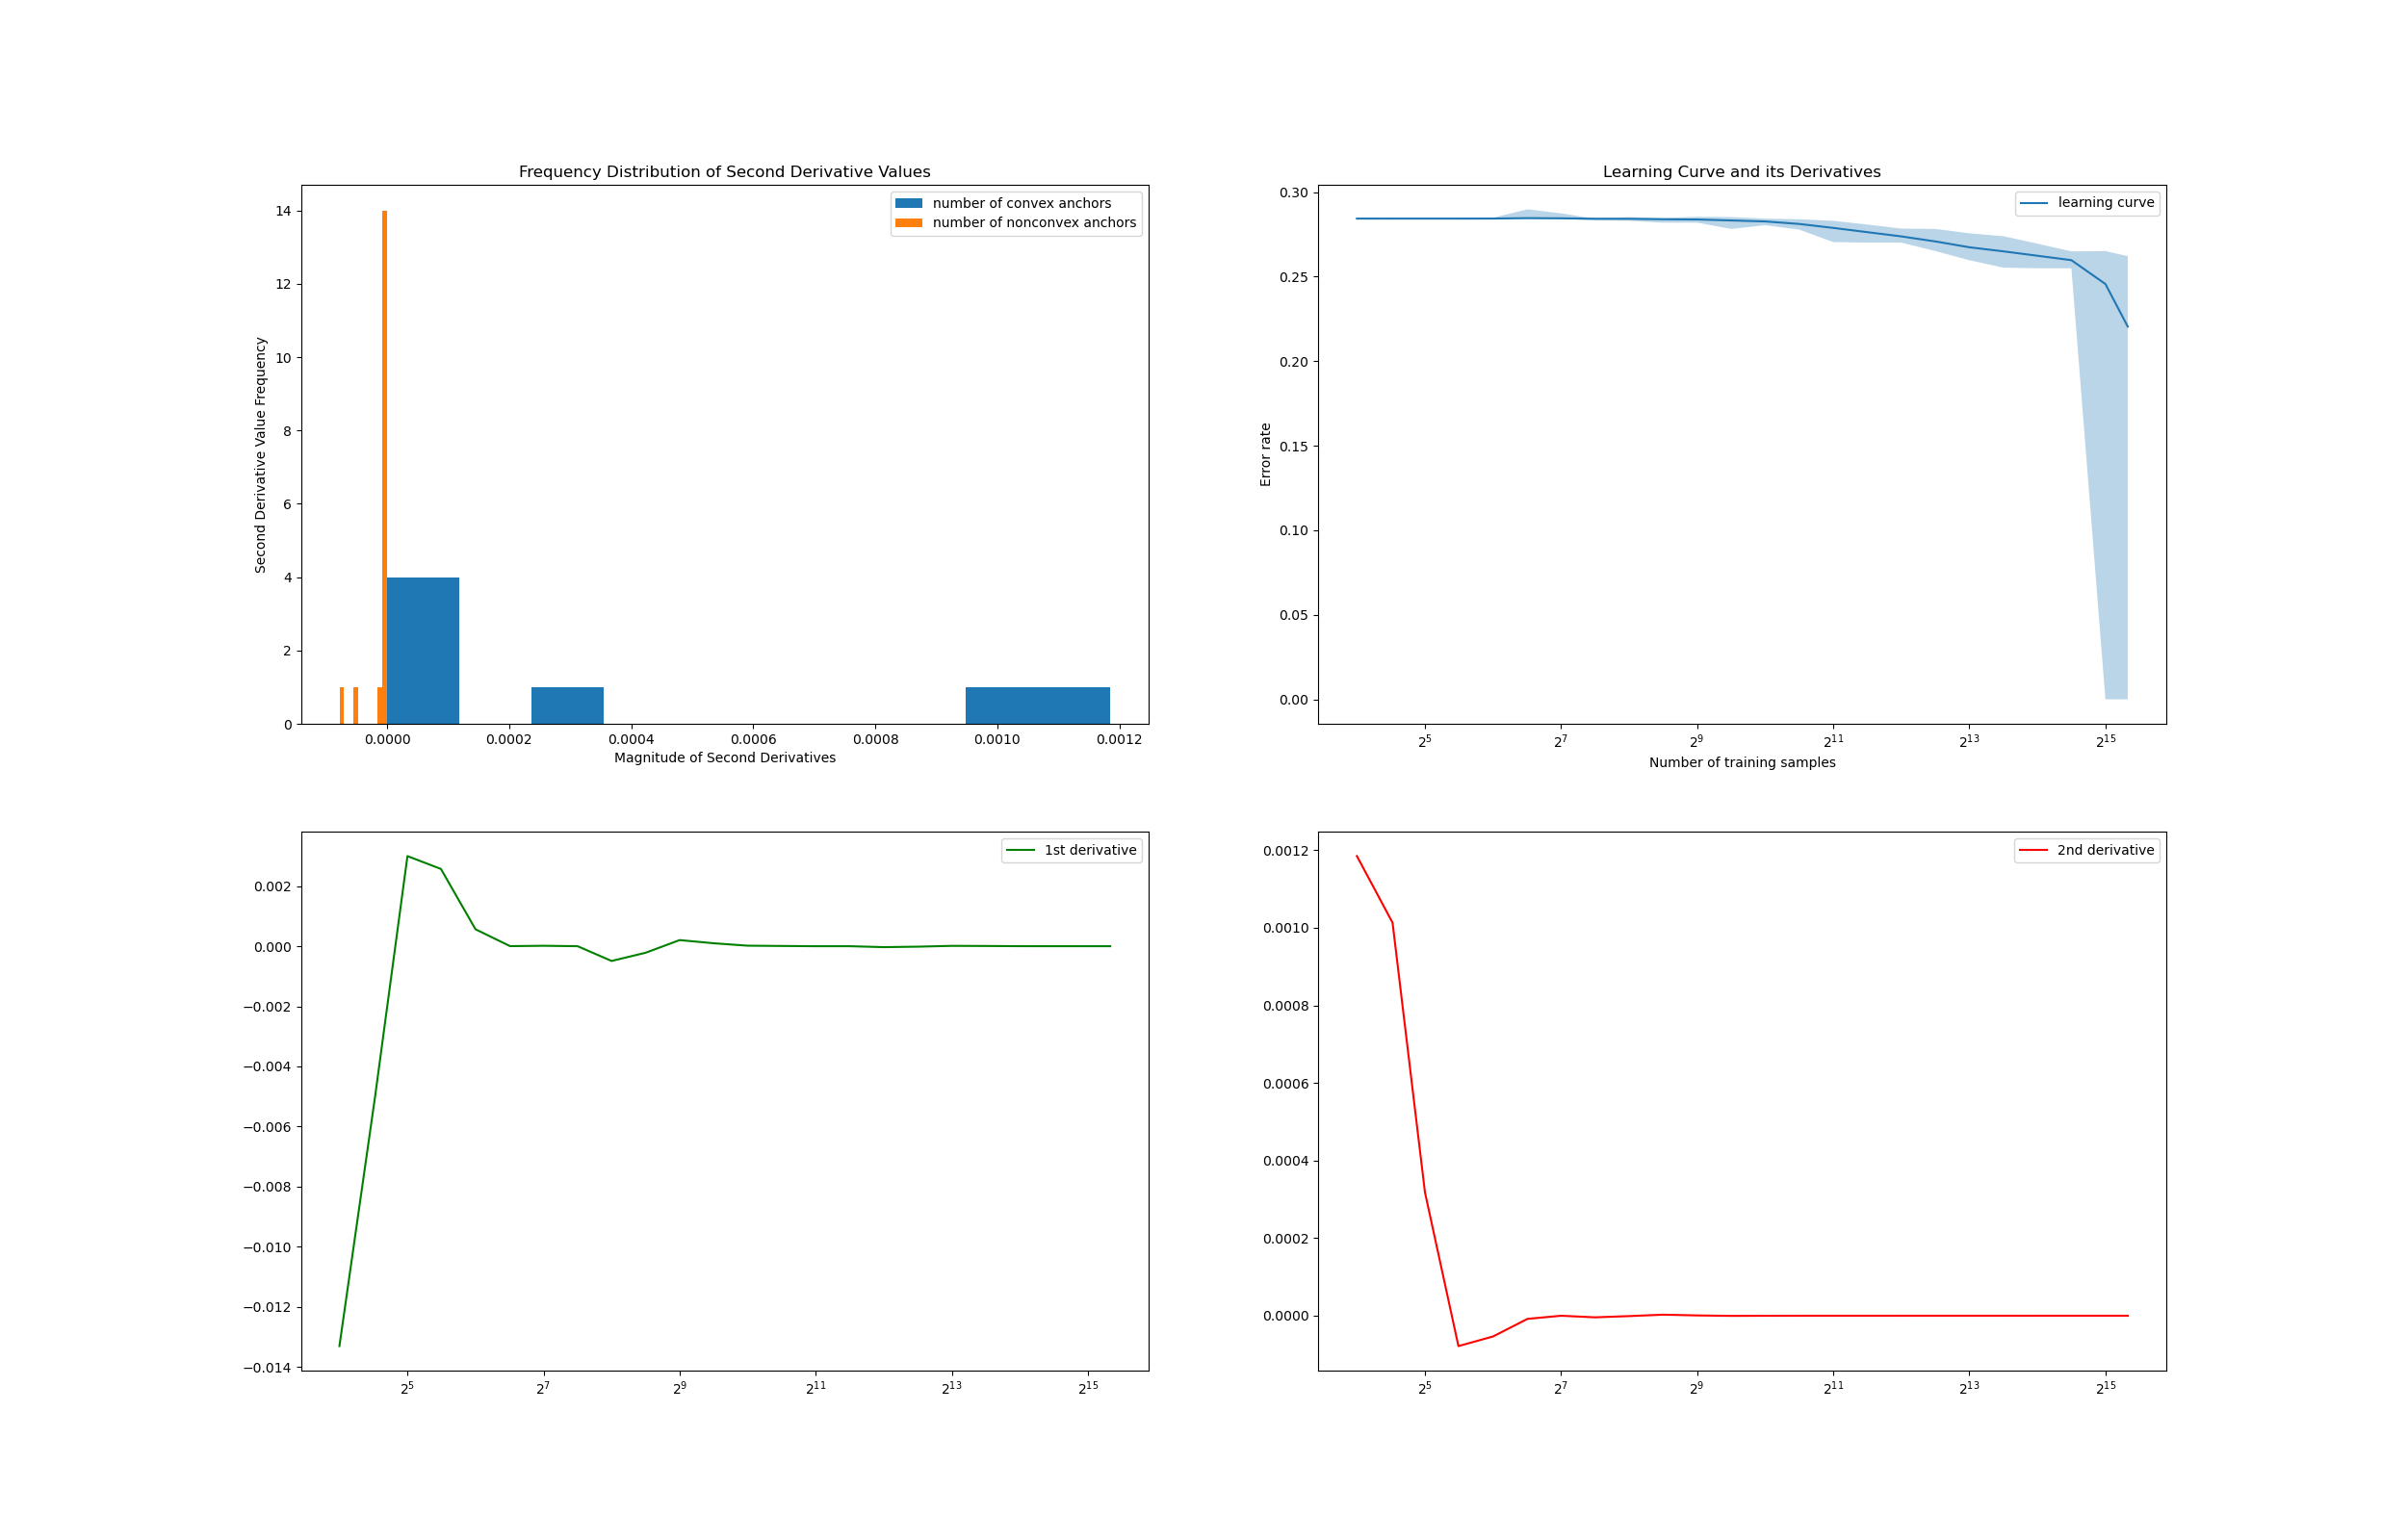 Frequency Distribution of Second Derivative Values
14
12
10
8
6
4
2
0
Second Derivative Value Frequency
number of convex anchors
number of nonconvex anchors
0.0000 0.0002 0.0004 0.0006 0.0008 0.0010 0.0012
Magnitude of Second Derivatives
Learning Curve and its Derivatives
0.30
0.25
0.20
0.15
0.10
0.05
0.00
Error rate
learning curve
2^5 2^7 2^9 2^11 2^13 2^15
Number of training samples
0.002
0.000
−0.002
−0.004
−0.006
−0.008
−0.010
−0.012
−0.014
1st derivative
2^5 2^7 2^9 2^11 2^13 2^15
0.0012
0.0010
0.0008
0.0006
0.0004
0.0002
0.0000
2nd derivative
2^5 2^7 2^9 2^11 2^13 2^15